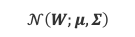 𝓝(𝑾; 𝝁, 𝜮)